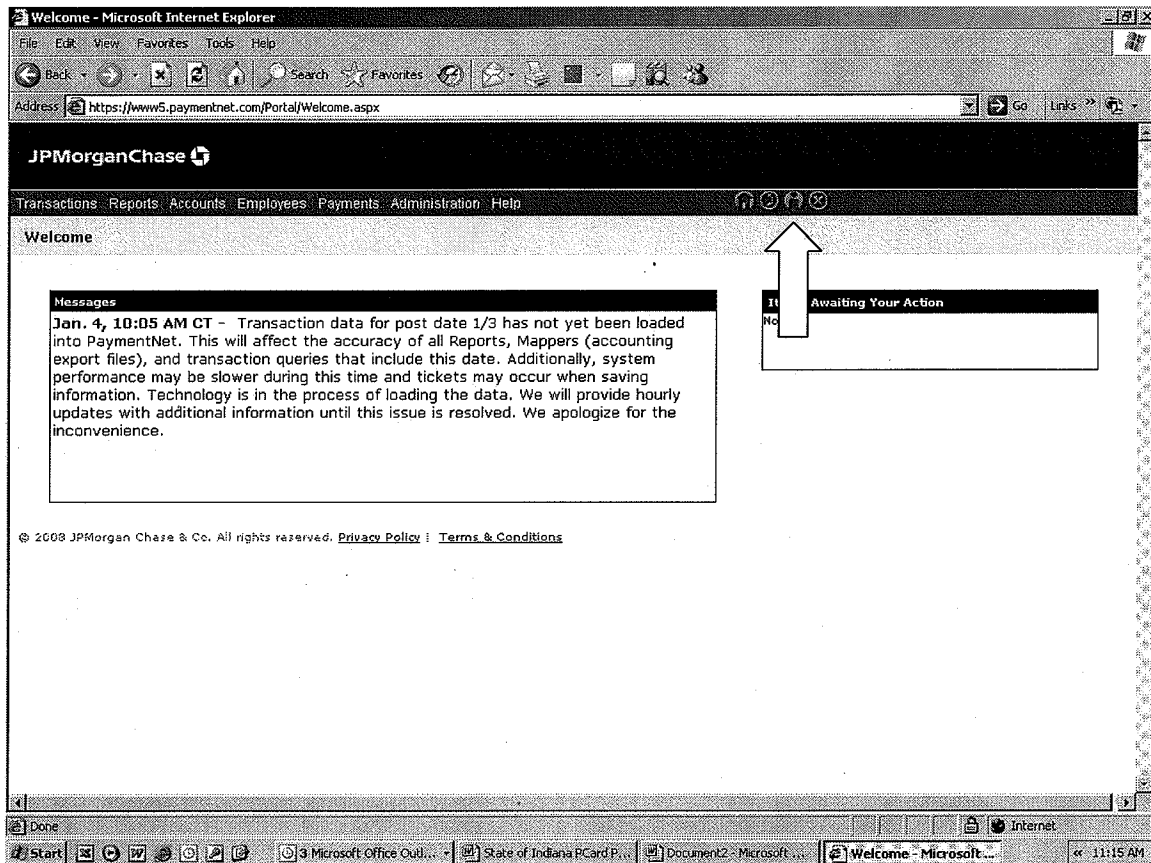 Welcome - Microsoft Internet Explorer
File Edit View Favorites Tools Help
Back Search Favorites
Address https://www5.paymentnet.com/Portal/Welcome.aspx Go Links »
JPMorganChase
Transactions Reports Accounts Employees Payments Administration Help
Welcome
Messages
Awaiting Your Action
Jan. 4, 10:05 AM CT - Transaction data for post date 1/3 has not yet been loaded
into PaymentNet. This will affect the accuracy of all Reports, Mappers (accounting
export files), and transaction queries that include this date. Additionally, system
performance may be slower during this time and tickets may occur when saving
information. Technology is in the process of loading the data. We will provide hourly
updates with additional information until this issue is resolved. We apologize for the
inconvenience.
© 2008 JPMorgan Chase & Co. All rights reserved. Privacy Policy | Terms & Conditions
Done Internet
Start 3 Microsoft Office Outl... State of Indiana PCard P... Document2 - Microsoft ... Welcome - Microsoft ... « 11:15 AM